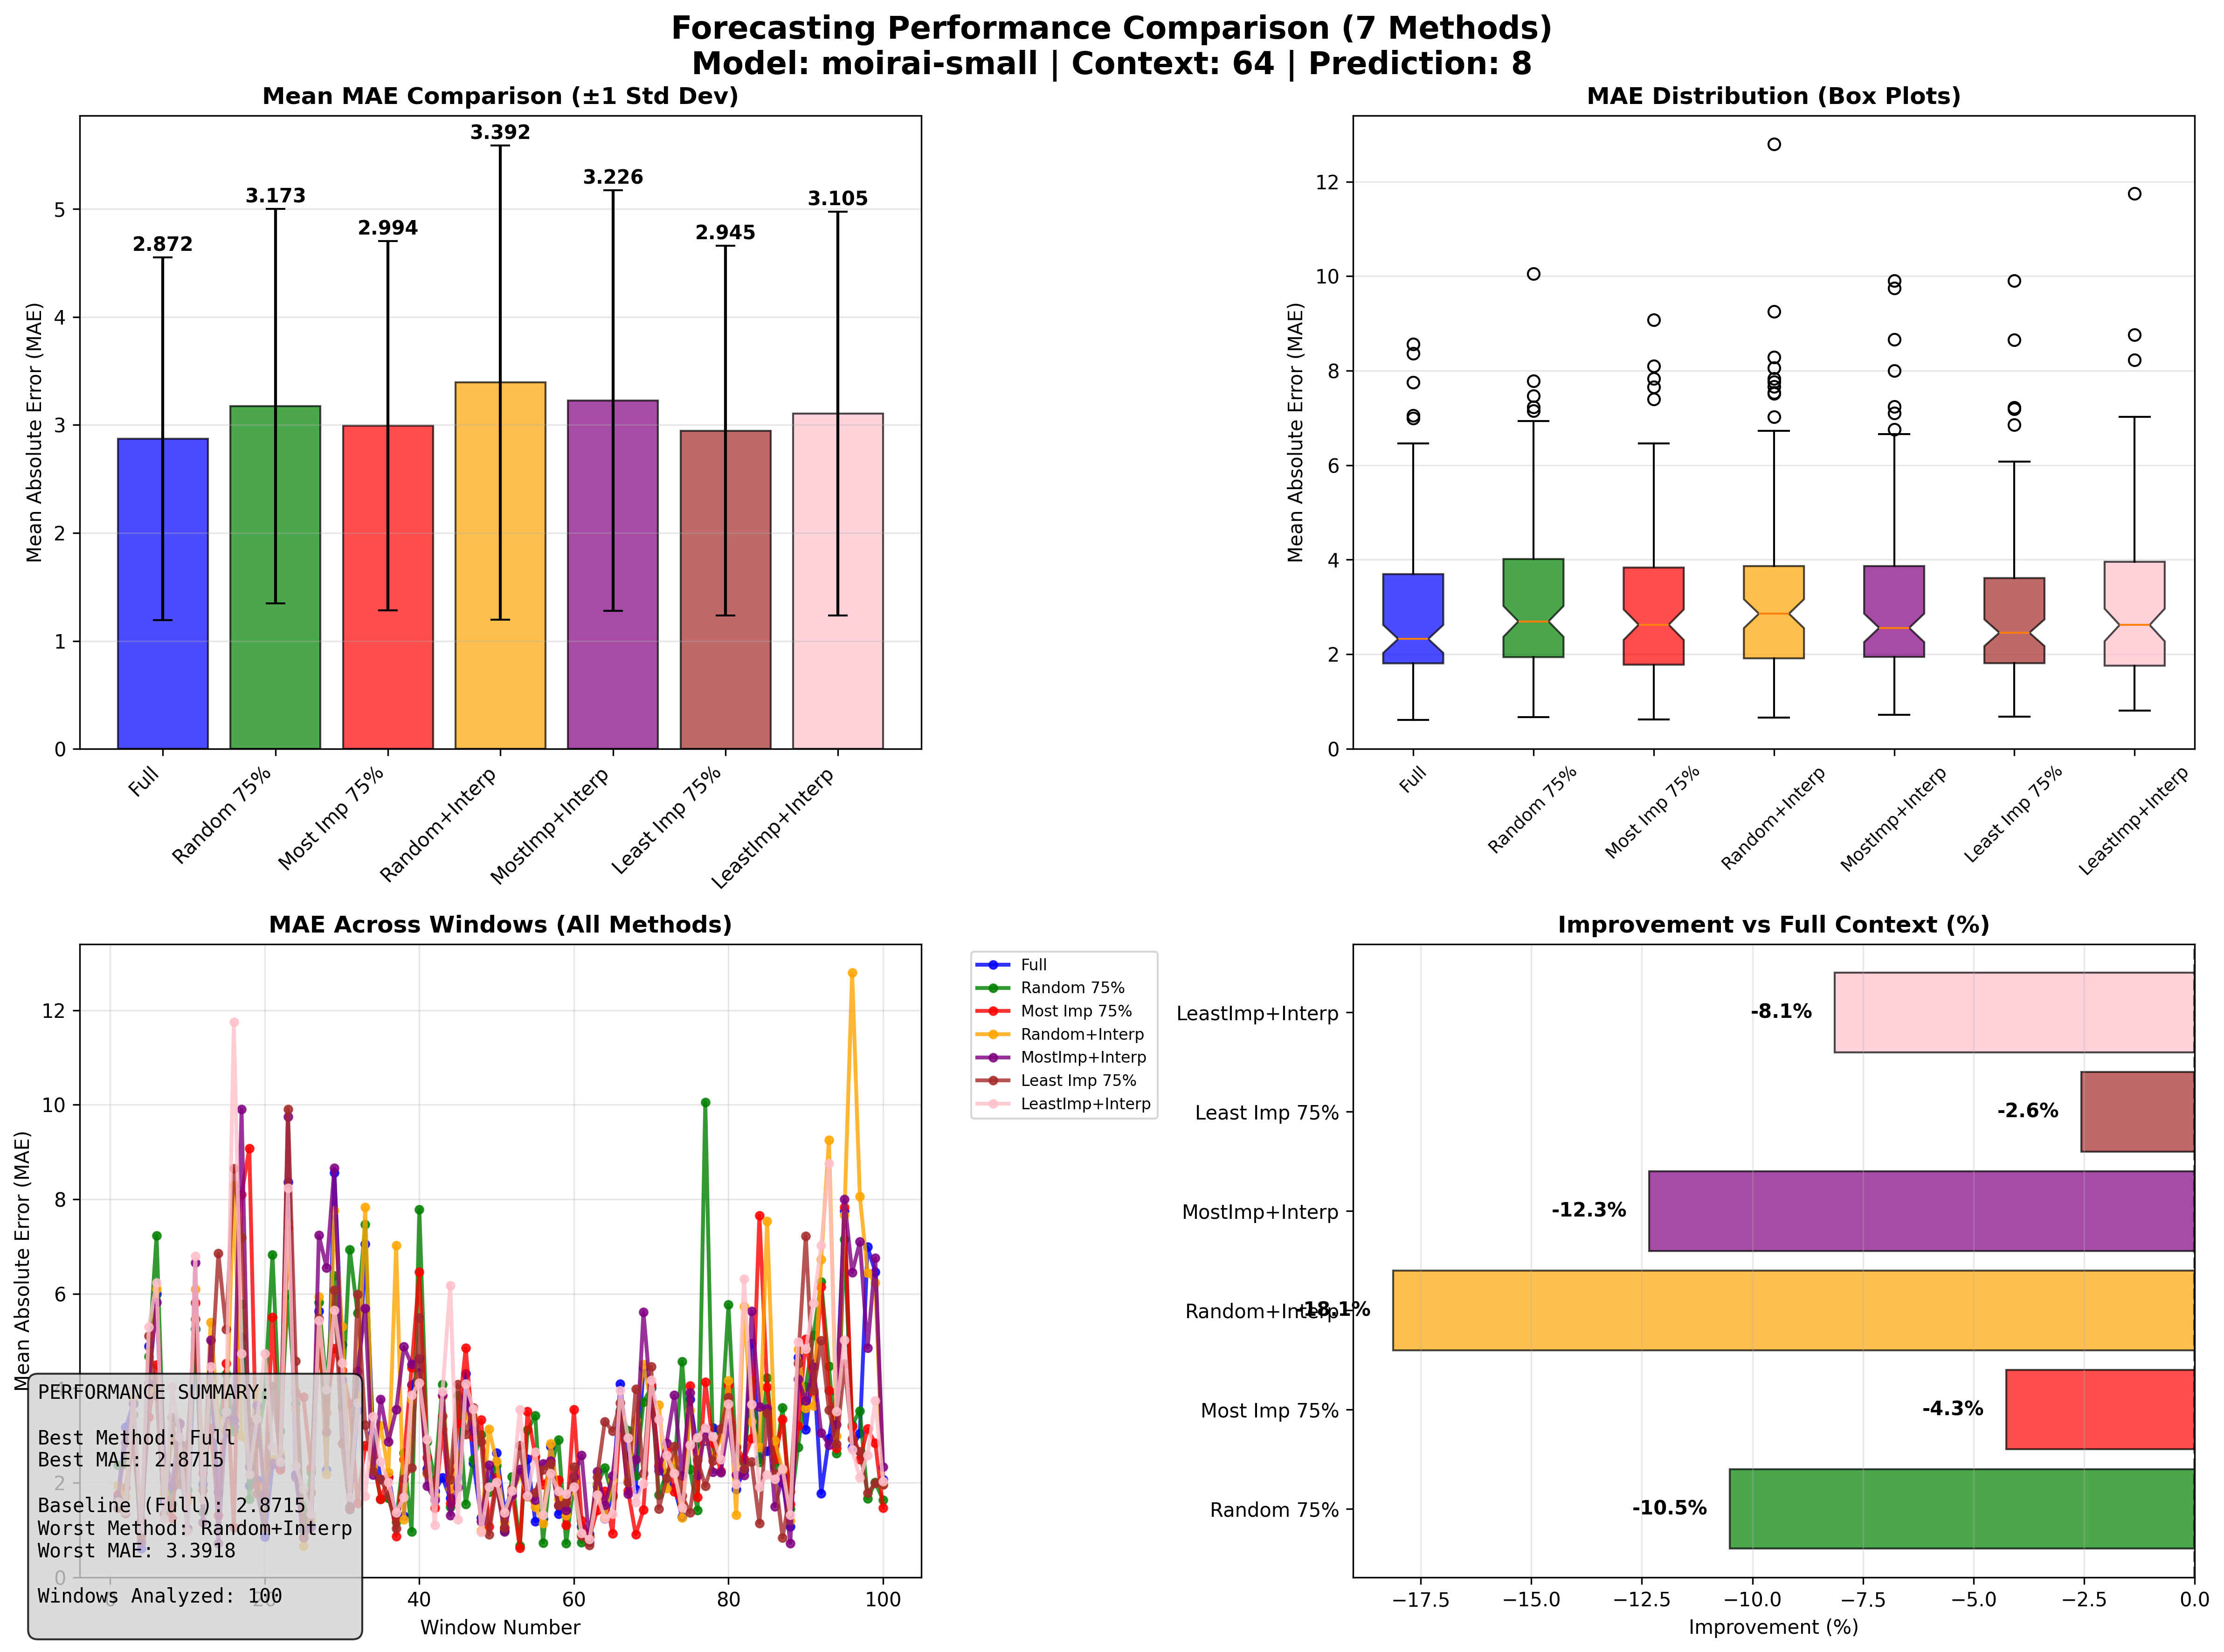 Forecasting Performance Comparison (7 Methods)
Model: moirai-small | Context: 64 | Prediction: 8
Mean MAE Comparison (±1 Std Dev)
Mean Absolute Error (MAE)
5
4
3
2
1
0
2.872
3.173
2.994
3.392
3.226
2.945
3.105
Full
Random 75%
Most Imp 75%
Random+Interp
MostImp+Interp
Least Imp 75%
LeastImp+Interp
MAE Distribution (Box Plots)
Mean Absolute Error (MAE)
12
10
8
6
4
2
0
Full
Random 75%
Most Imp 75%
Random+Interp
MostImp+Interp
Least Imp 75%
LeastImp+Interp
MAE Across Windows (All Methods)
Mean Absolute Error (MAE)
12
10
8
6
4
2
0
0
20
40
60
80
100
Window Number
Full
Random 75%
Most Imp 75%
Random+Interp
MostImp+Interp
Least Imp 75%
LeastImp+Interp
PERFORMANCE SUMMARY:
Best Method: Full
Best MAE: 2.8715
Baseline (Full): 2.8715
Worst Method: Random+Interp
Worst MAE: 3.3918
Windows Analyzed: 100
Improvement vs Full Context (%)
LeastImp+Interp
-8.1%
Least Imp 75%
-2.6%
MostImp+Interp
-12.3%
Random+Interp
-18.1%
Most Imp 75%
-4.3%
Random 75%
-10.5%
−17.5
−15.0
−12.5
−10.0
−7.5
−5.0
−2.5
0.0
Improvement (%)